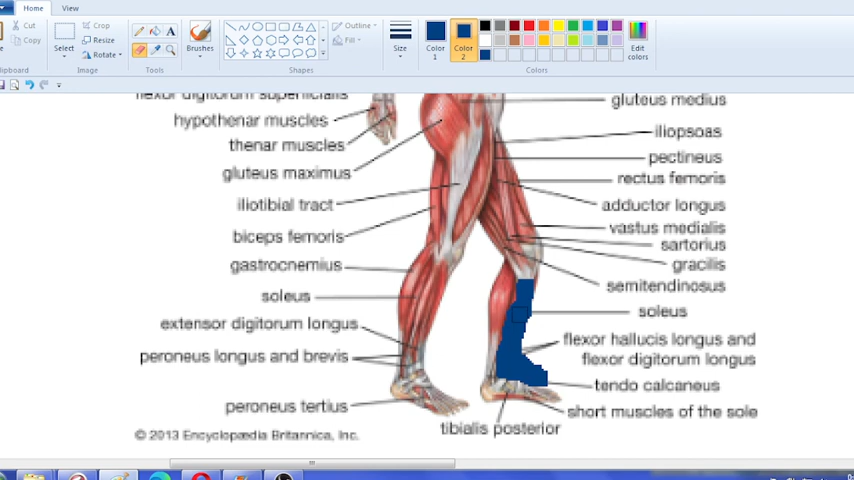 Home View
Cut
Copy
Clipboard
Select
Crop
Resize
Rotate
Image
Tools
Brushes
Shapes
Outline
Fill
Size
Color 1
Color 2
Colors
Edit colors
flexor digitorum superficialis
hypothenar muscles
thenar muscles
gluteus maximus
iliotibial tract
biceps femoris
gastrocnemius
soleus
extensor digitorum longus
peroneus longus and brevis
peroneus tertius
© 2013 Encyclopædia Britannica, Inc.
gluteus medius
iliopsoas
pectineus
rectus femoris
adductor longus
vastus medialis
sartorius
gracilis
semitendinosus
soleus
flexor hallucis longus and
flexor digitorum longus
tendo calcaneus
short muscles of the sole
tibialis posterior